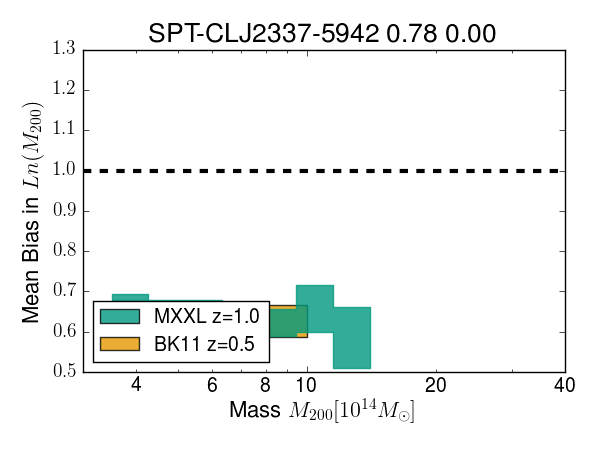 SPT-CLJ2337-5942 0.78 0.00
1.3
1.2
1.1
1.0
0.9
0.8
0.7
0.6
0.5
Mean Bias in Ln(M200)
MXXL z=1.0
BK11 z=0.5
4 6 8 10 20 40
Mass M200[10^14 M⊙]